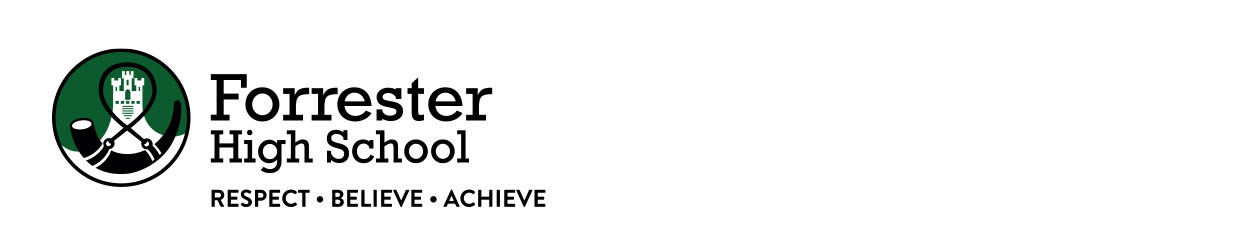 Forrester
High School
RESPECT • BELIEVE • ACHIEVE